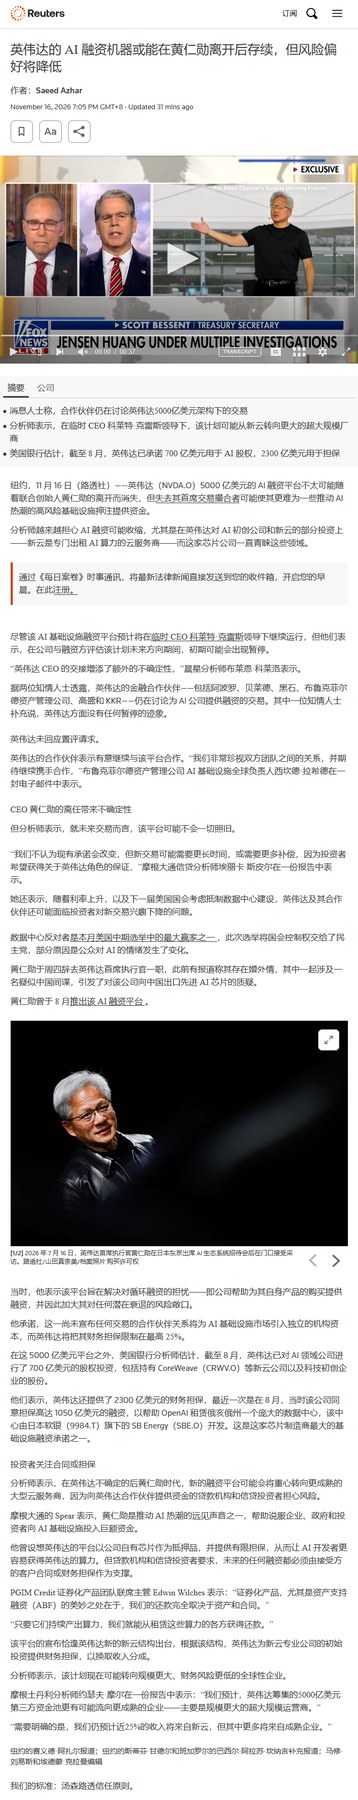 Reuters
订阅
英伟达的 AI 融资机器或能在黄仁勋离开后存续，但风险偏
好将降低
作者：Saeed Azhar
November 16, 2026 7:05 PM GMT+8 · Updated 31 mins ago
Aa
EXCLUSIVE
SCOTT BESSENT | TREASURY SECRETARY
FOX
NEWS
JENSEN HUANG UNDER MULTIPLE INVESTIGATIONS
00:00 / 00:37
TRANSCRIPT
摘要
公司
消息人士称，合作伙伴仍在讨论英伟达5000亿美元架构下的交易
分析师表示，在临时 CEO 科莱特·克雷斯领导下，该计划可能从新云转向更大的超大规模厂
商
美国银行估计，截至 8 月，英伟达已承诺 700 亿美元用于 AI 股权，2300 亿美元用于担保
纽约，11 月 16 日（路透社）——英伟达（NVDA.O）5000 亿美元的 AI 融资平台不太可能随
着联合创始人黄仁勋的离开而消失，但失去其首席交易撮合者可能使其更难为一些推动 AI
热潮的高风险基础设施押注提供资金。
分析师越来越担心 AI 融资可能收缩，尤其是在英伟达对 AI 初创公司和新云的部分投资上
——新云是专门出租 AI 算力的云服务商——而这家芯片公司一直青睐这些领域。
通过《每日案卷》时事通讯，将最新法律新闻直接发送到您的收件箱，开启您的早
晨。在此注册。
尽管该 AI 基础设施融资平台预计将在临时 CEO 科莱特·克雷斯领导下继续运行，但他们表
示，在公司与融资方评估该计划未来方向期间，初期可能会出现暂停。
“英伟达 CEO 的交接增添了额外的不确定性，”晨星分析师布莱恩·科莱洛表示。
据两位知情人士透露，英伟达的金融合作伙伴——包括阿波罗、贝莱德、黑石、布鲁克菲尔
德资产管理公司、高盛和 KKR——仍在讨论为 AI 公司提供融资的交易。其中一位知情人士
补充说，英伟达方面没有任何暂停的迹象。
英伟达未回应置评请求。
英伟达的合作伙伴表示有意继续与该平台合作。“我们非常珍视双方团队之间的关系，并期
待继续携手合作，”布鲁克菲尔德资产管理公司 AI 基础设施全球负责人西坎德·拉希德在一
封电子邮件中表示。
CEO 黄仁勋的离任带来不确定性
但分析师表示，就未来交易而言，该平台可能不会一切照旧。
“我们不认为现有承诺会改变，但新交易可能需要更长时间，或需要更多补偿，因为投资者
希望获得关于英伟达角色的保证，”摩根大通信贷分析师埃丽卡·斯皮尔在一份报告中表
示。
她还表示，随着利率上升，以及下一届美国国会考虑抵制数据中心建设，英伟达及其合作
伙伴还可能面临投资者对新交易兴趣下降的问题。
数据中心反对者是本月美国中期选举中的最大赢家之一，此次选举将国会控制权交给了民
主党，部分原因是公众对 AI 的情绪发生了变化。
黄仁勋于周四辞去英伟达首席执行官一职，此前有报道称其存在婚外情，其中一起涉及一
名疑似中国间谍，引发了对该公司向中国出口先进 AI 芯片的质疑。
黄仁勋曾于 8 月推出该 AI 融资平台。
[1/2] 2026 年 7 月 16 日，英伟达首席执行官黄仁勋在日本东京出席 AI 生态系统招待会后在门口接受采
访。路透社/山田真奈美/档案照片 购买许可权
当时，他表示该平台旨在解决对循环融资的担忧——即公司帮助为其自身产品的购买提供
融资，并因此加大其对任何潜在衰退的风险敞口。
他承诺，这一尚未宣布任何交易的合作伙伴关系将为 AI 基础设施市场引入独立的机构资
本，而英伟达将把其财务担保限制在最高 25%。
在这 5000 亿美元平台之外，美国银行分析师估计，截至 8 月，英伟达已对 AI 领域公司进
行了 700 亿美元的股权投资，包括持有 CoreWeave（CRWV.O）等新云公司以及科技初创企
业的股份。
他们表示，英伟达还提供了 2300 亿美元的财务担保，最近一次是在 8 月，当时该公司同
意担保高达 1050 亿美元的融资，以帮助 OpenAI 租赁俄亥俄州一个庞大的数据中心，该中
心由日本软银（9984.T）旗下的 SB Energy（SBE.O）开发。这是这家芯片制造商最大的基
础设施融资承诺之一。
投资者关注合同或担保
分析师表示，在英伟达不确定的后黄仁勋时代，新的融资平台可能会将重心转向更成熟的
大型云服务商，因为向英伟达合作伙伴提供资金的贷款机构和信贷投资者担心风险。
摩根大通的 Spear 表示，黄仁勋是推动 AI 热潮的远见声音之一，帮助说服企业、政府和投
资者向 AI 基础设施投入巨额资金。
他曾设想英伟达的平台以公司自有芯片作为抵押品，并提供有限担保，从而让 AI 开发者更
容易获得英伟达的算力。但贷款机构和信贷投资者要求，未来的任何融资都必须由接受方
的客户合同或财务担保作为支撑。
PGIM Credit 证券化产品团队联席主管 Edwin Wilches 表示：“证券化产品，尤其是资产支持
融资（ABF）的美妙之处在于，我们的还款完全取决于资产和合同。”
“只要它们持续产出算力，我们就能从租赁这些算力的各方获得还款。”
该平台的宣布恰逢英伟达新的新云结构出台，根据该结构，英伟达为新云专业公司的初始
投资提供财务担保，以换取收入分成。
分析师表示，该计划现在可能转向规模更大、财务风险更低的全球性企业。
摩根士丹利分析师约瑟夫·摩尔在一份报告中表示：“我们预计，英伟达筹集的5000亿美元
第三方资金池更有可能流向更成熟的企业——主要是规模更大的超大规模运营商。”
“需要明确的是，我们仍预计近25%的收入将来自新云，但其中更多将来自成熟企业。”
纽约的赛义德·阿扎尔报道；纽约的斯蒂芬·甘德尔和班加罗尔的巴西尔·阿拉苏·坎纳吉补充报道；马修·
刘易斯和埃德蒙·克拉曼编辑
我们的标准：汤森路透信任原则。